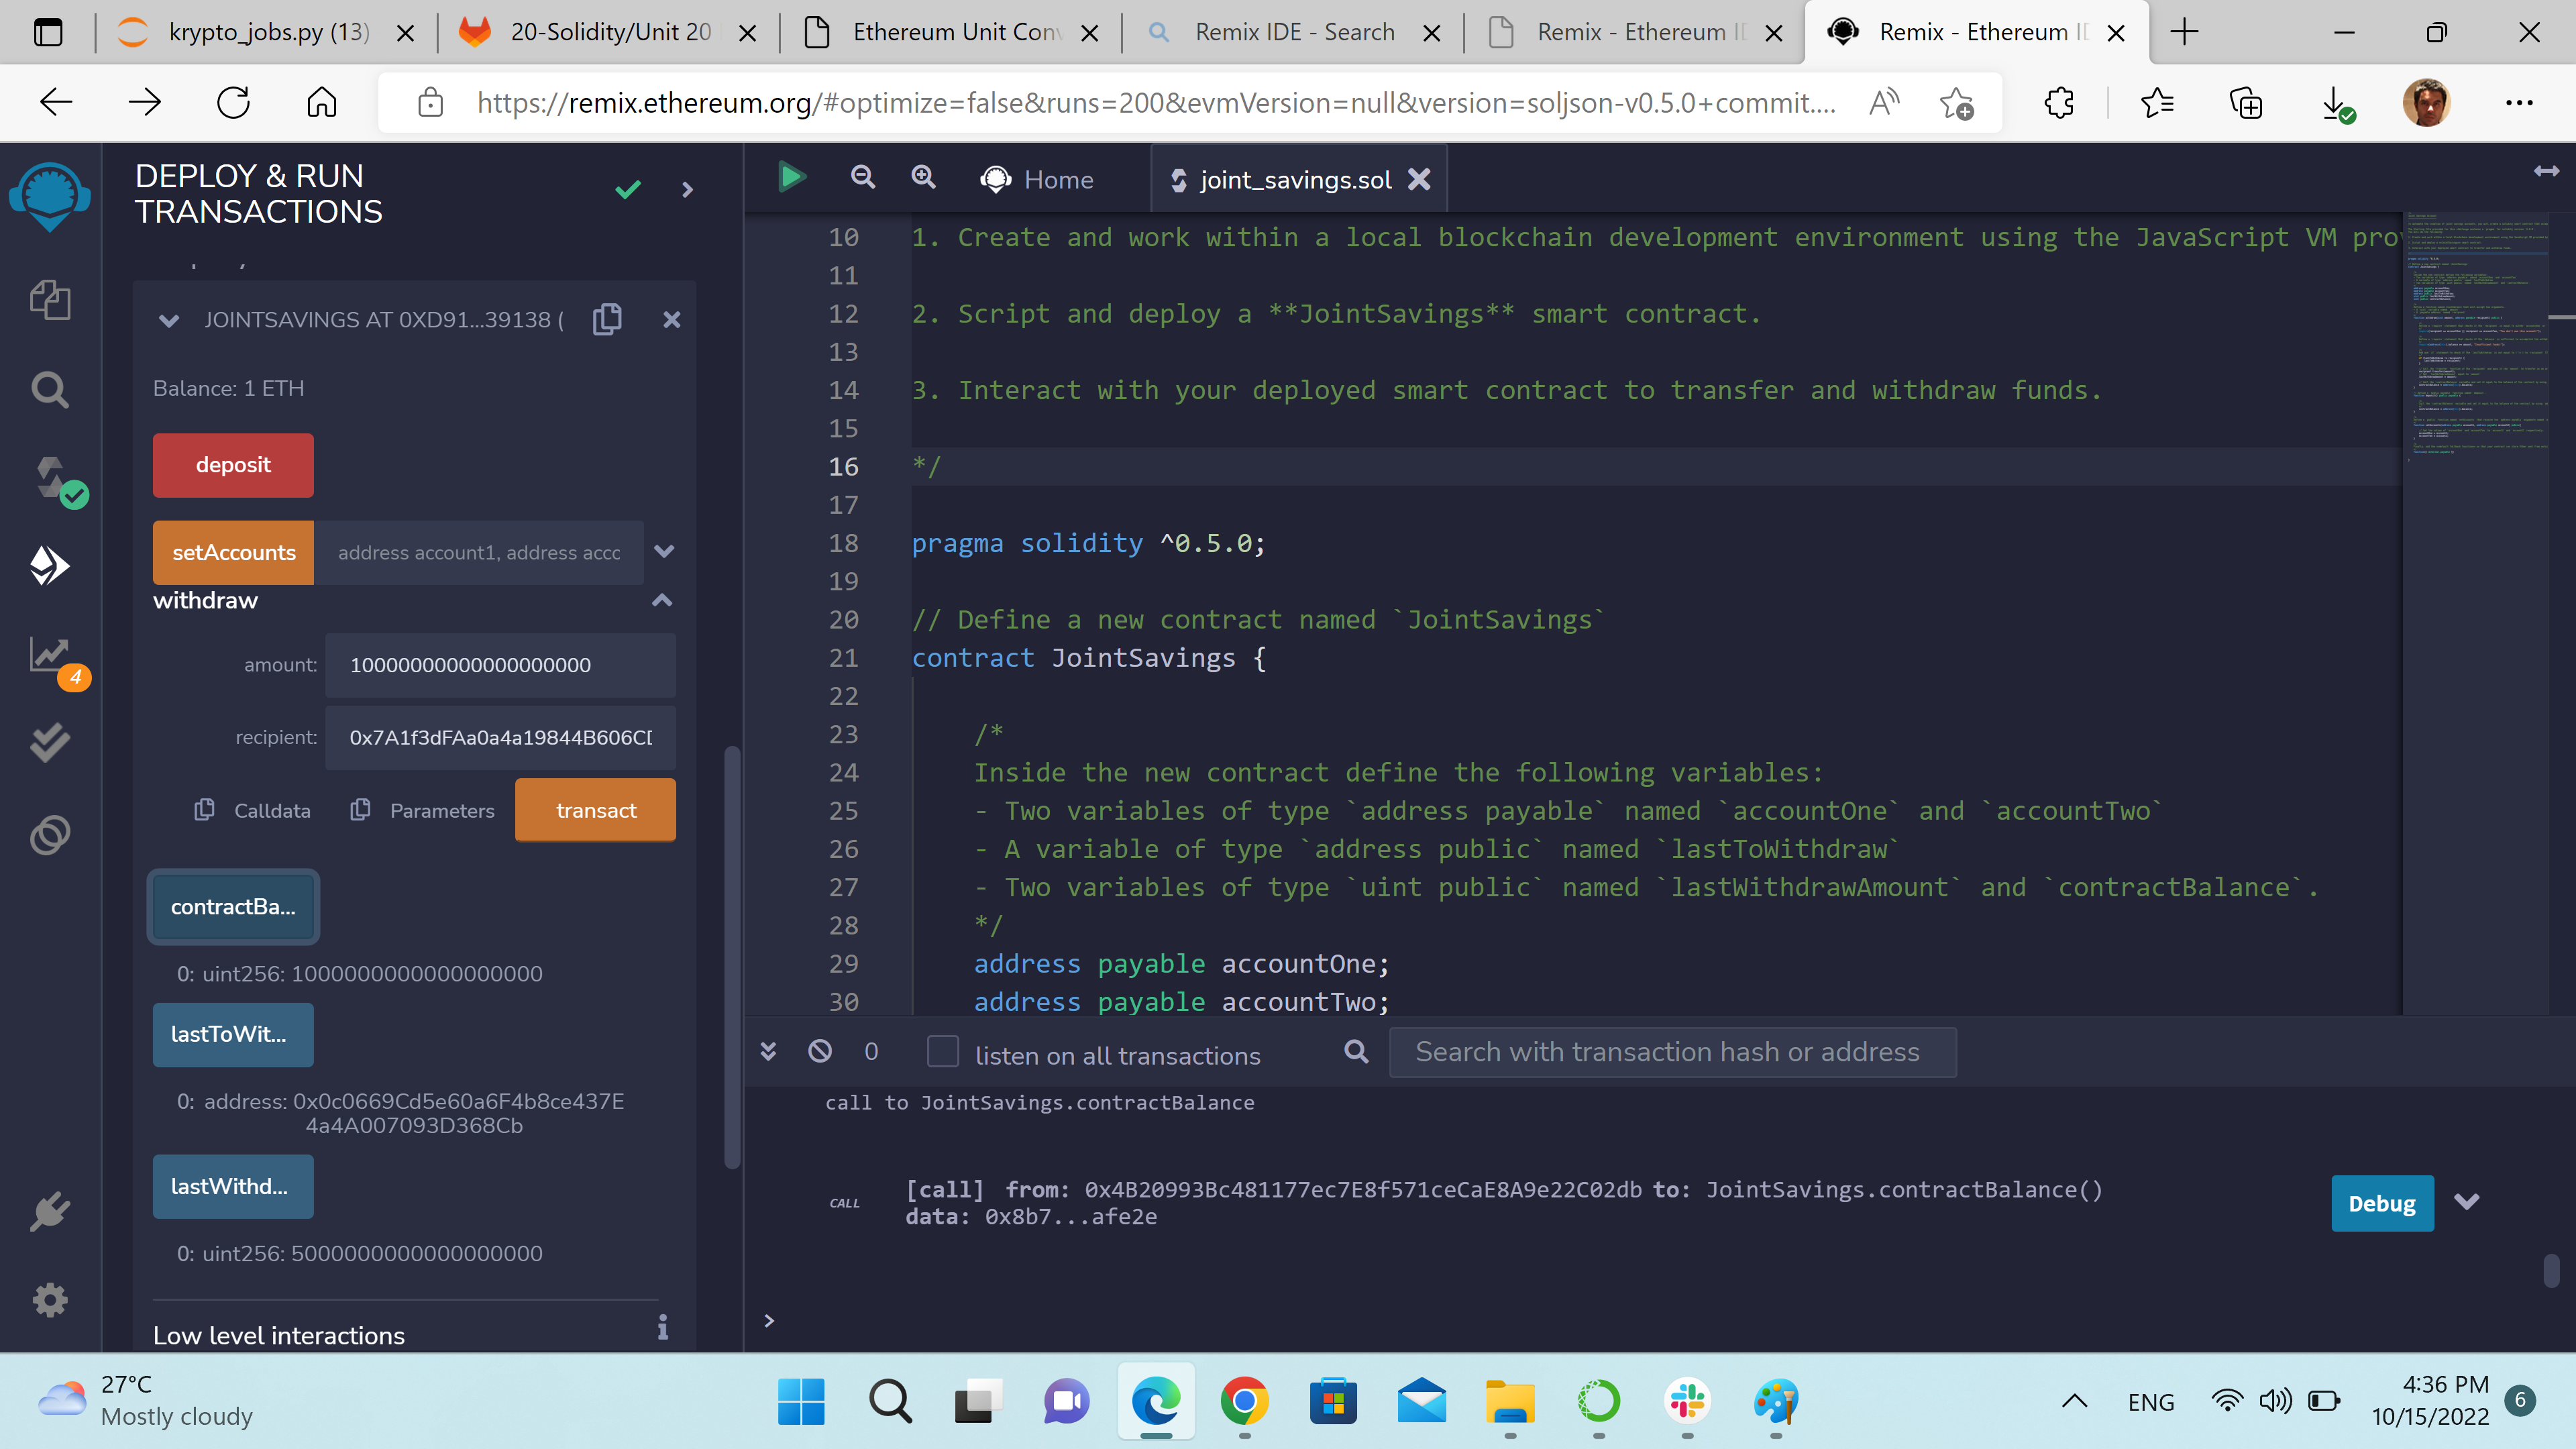 krypto_jobs.py (13)
20-Solidity/Unit 20
Ethereum Unit Conv
Remix IDE - Search
Remix - Ethereum ID
Remix - Ethereum ID
https://remix.ethereum.org/#optimize=false&runs=200&evmVersion=null&version=soljson-v0.5.0+commit....
DEPLOY & RUN
TRANSACTIONS
JOINTSAVINGS AT 0XD91...39138 (
Balance: 1 ETH
deposit
setAccounts
address account1, address acco
withdraw
amount:
10000000000000000000
recipient:
0x7A1f3dFAa0a4a19844B606CD
Calldata
Parameters
transact
contractBa...
0: uint256: 1000000000000000000
lastToWit...
0: address: 0x0c0669Cd5e60a6F4b8ce437E
4a4A007093D368Cb
lastWithd...
0: uint256: 5000000000000000000
Low level interactions
4
Home
joint_savings.sol
10 1. Create and work within a local blockchain development environment using the JavaScript VM prov
11
12 2. Script and deploy a **JointSavings** smart contract.
13
14 3. Interact with your deployed smart contract to transfer and withdraw funds.
15
16 */
17
18 pragma solidity ^0.5.0;
19
20 // Define a new contract named `JointSavings`
21 contract JointSavings {
22
23 /*
24 Inside the new contract define the following variables:
25 - Two variables of type `address payable` named `accountOne` and `accountTwo`
26 - A variable of type `address public` named `lastToWithdraw`
27 - Two variables of type `uint public` named `lastWithdrawAmount` and `contractBalance`.
28 */
29 address payable accountOne;
30 address payable accountTwo;
0
listen on all transactions
Search with transaction hash or address
call to JointSavings.contractBalance
CALL
[call] from: 0x4B20993Bc481177ec7E8f571ceCaE8A9e22C02db to: JointSavings.contractBalance()
data: 0x8b7...afe2e
Debug
>
27°C
Mostly cloudy
ENG
4:36 PM
10/15/2022
6